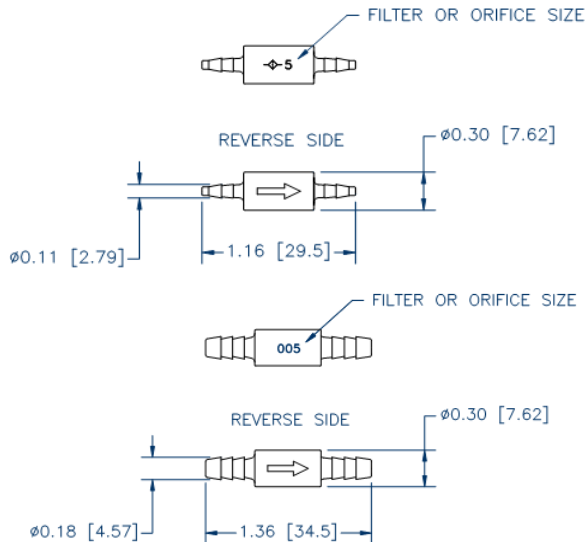 FILTER OR ORIFICE SIZE
5
REVERSE SIDE
ø0.30 [7.62]
ø0.11 [2.79]
1.16 [29.5]
FILTER OR ORIFICE SIZE
005
REVERSE SIDE
ø0.30 [7.62]
ø0.18 [4.57]
1.36 [34.5]